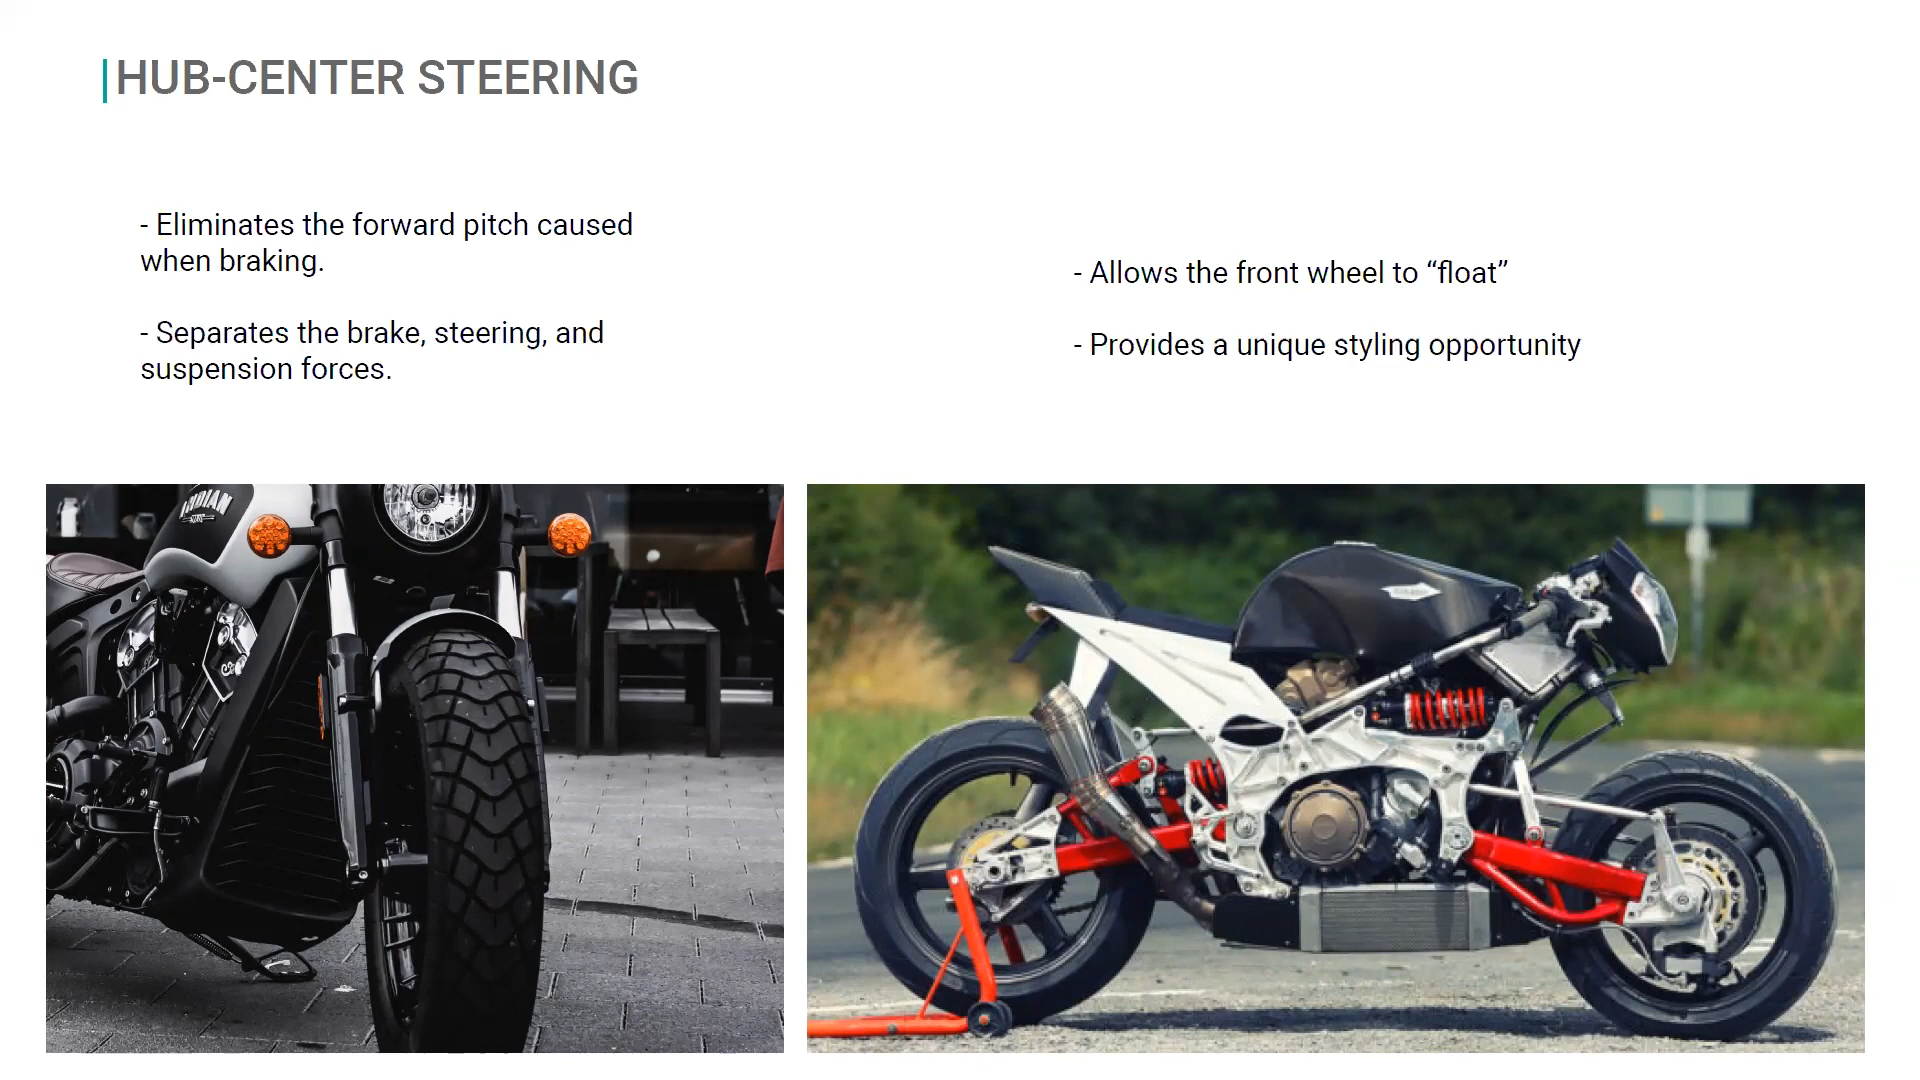 HUB-CENTER STEERING
- Eliminates the forward pitch caused
when braking.
- Separates the brake, steering, and
suspension forces.
- Allows the front wheel to “float”
- Provides a unique styling opportunity
INDIAN